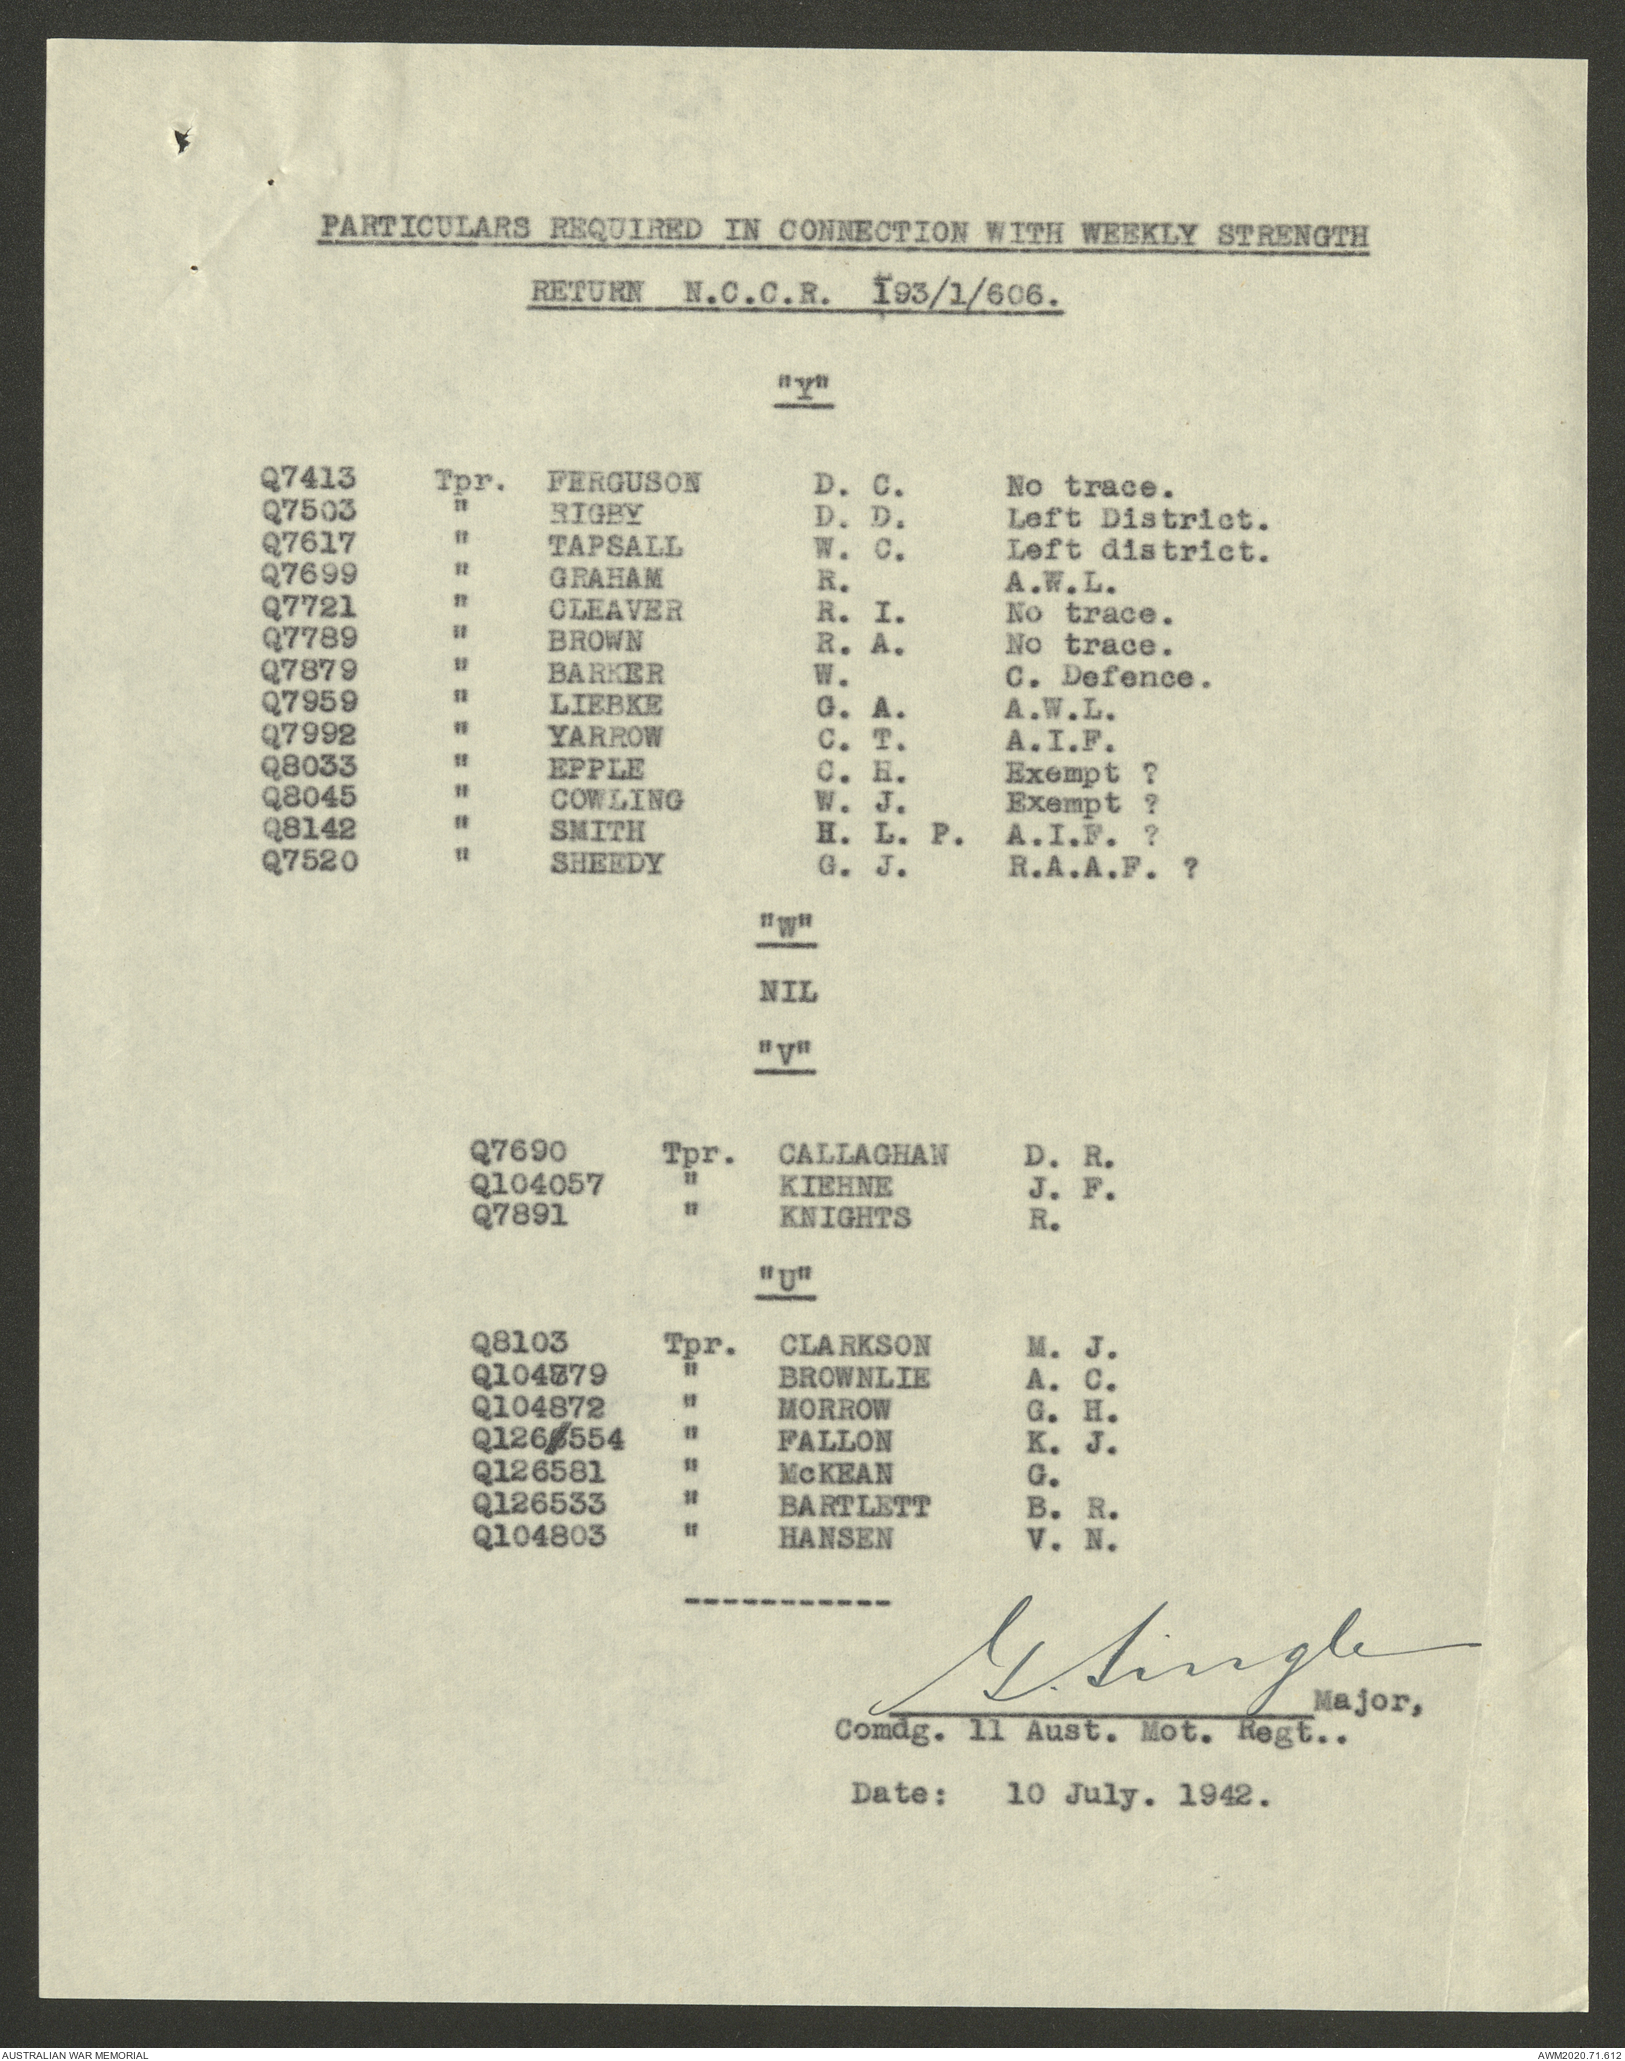 PARTICULARS REQUIRED IN CONNECTION WITH WEEKLY STRENGTH
RETURN N.C.C.R. 193/1/606.
"Y"
Q7413 Tpr. FERGUSON D. C. No trace.
Q7503 " RIGBY D. D. Left District.
Q7617 " TAPSALL W. C. Left district.
Q7699 " GRAHAM R. A.W.L.
Q7721 " CLEAVER R. I. No trace.
Q7789 " BROWN R. A. No trace.
Q7879 " BARKER W. C. Defence.
Q7959 " LIEBKE G. A. A.W.L.
Q7992 " YARROW C. T. A.I.F.
Q8033 " EPPLE C. H. Exempt ?
Q8045 " COWLING W. J. Exempt ?
Q8142 " SMITH H. L. P. A.I.F. ?
Q7520 " SHEEDY G. J. R.A.A.F. ?
"W"
NIL
"V"
Q7690 Tpr. CALLAGHAN D. R.
Q104057 " KIEHNE J. F.
Q7891 " KNIGHTS R.
"U"
Q8103 Tpr. CLARKSON M. J.
" BROWNLIE A. C.
Q104872 " MORROW G. H.
Q126554 " FALLON K. J.
Q126581 " McKEAN G.
Q126533 " BARTLETT B. R.
Q104803 " HANSEN V. N.
-----------
G. Single Major,
Comdg. 11 Aust. Mot. Regt..
Date: 10 July. 1942.
AUSTRALIAN WAR MEMORIAL AWM2020.71.612